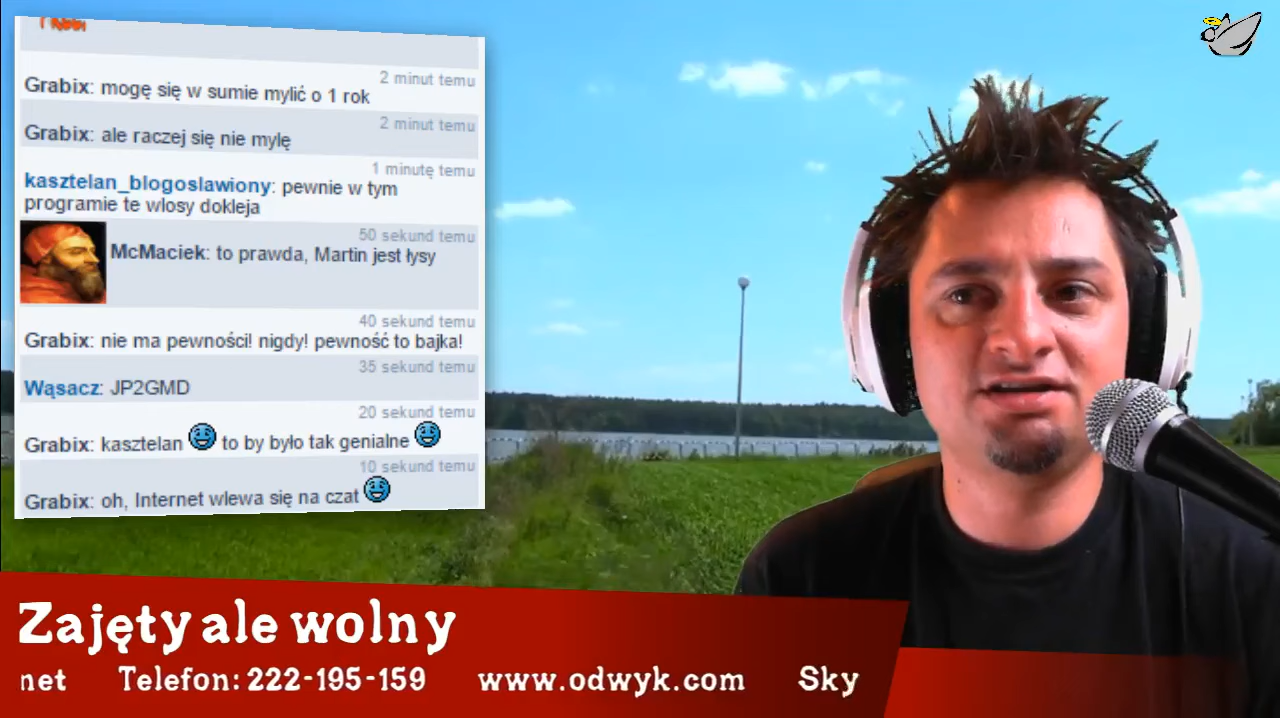 2 minut temu
Grabix: mogę się w sumie mylić o 1 rok
2 minut temu
Grabix: ale raczej się nie mylę
1 minutę temu
kasztelan_blogoslawiony: pewnie w tym
programie te wlosy dokleja
50 sekund temu
McMaciek: to prawda, Martin jest łysy
40 sekund temu
Grabix: nie ma pewności! nigdy! pewność to bajka!
35 sekund temu
Wąsacz: JP2GMD
20 sekund temu
Grabix: kasztelan to by było tak genialne
10 sekund temu
Grabix: oh, Internet wlewa się na czat
Zajęty ale wolny
net Telefon: 222-195-159 www.odwyk.com Sky